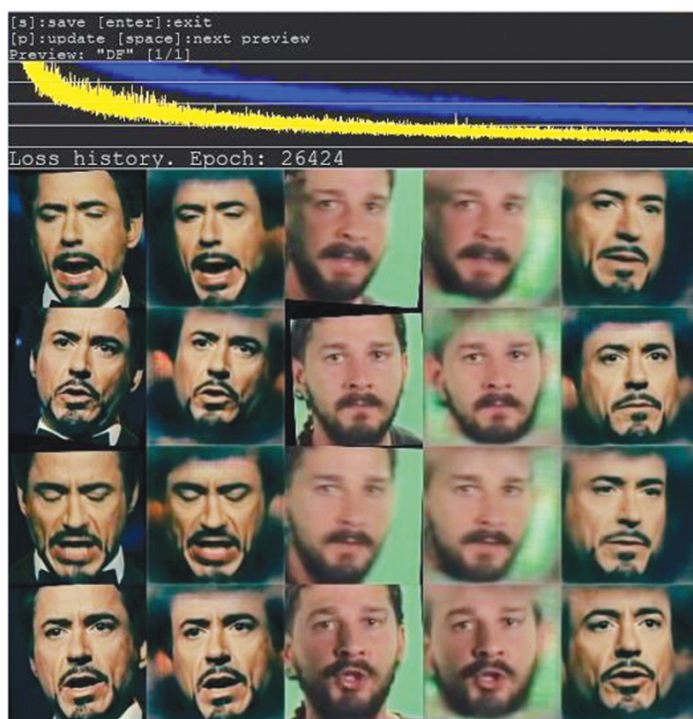 [s]:save [enter]:exit
[p]:update [space]:next preview
Preview: "DF" [1/1]
Loss history. Epoch: 26424